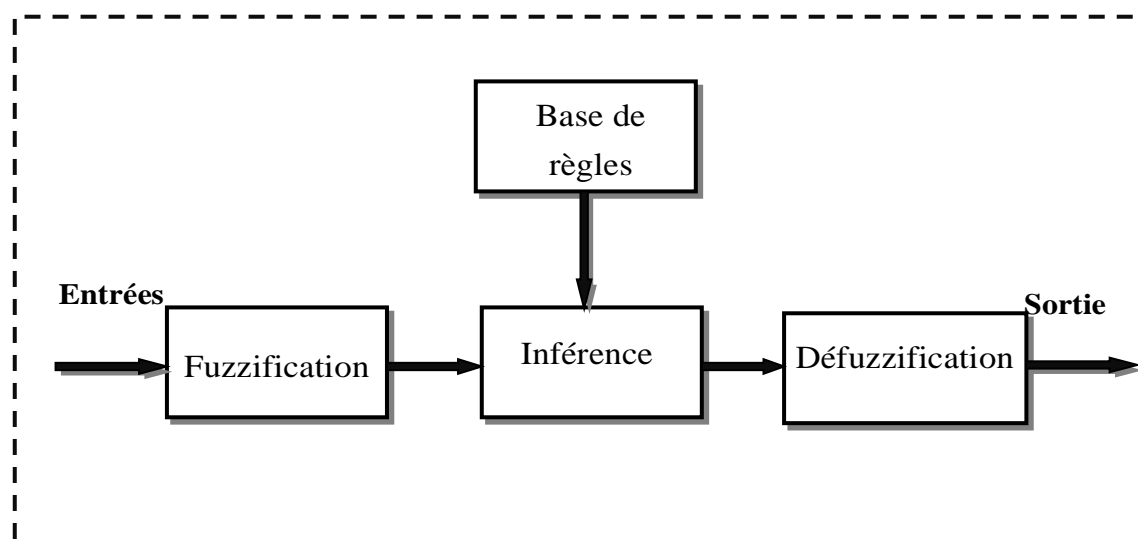 Base de
règles
Entrées
Fuzzification
Inférence
Défuzzification
Sortie